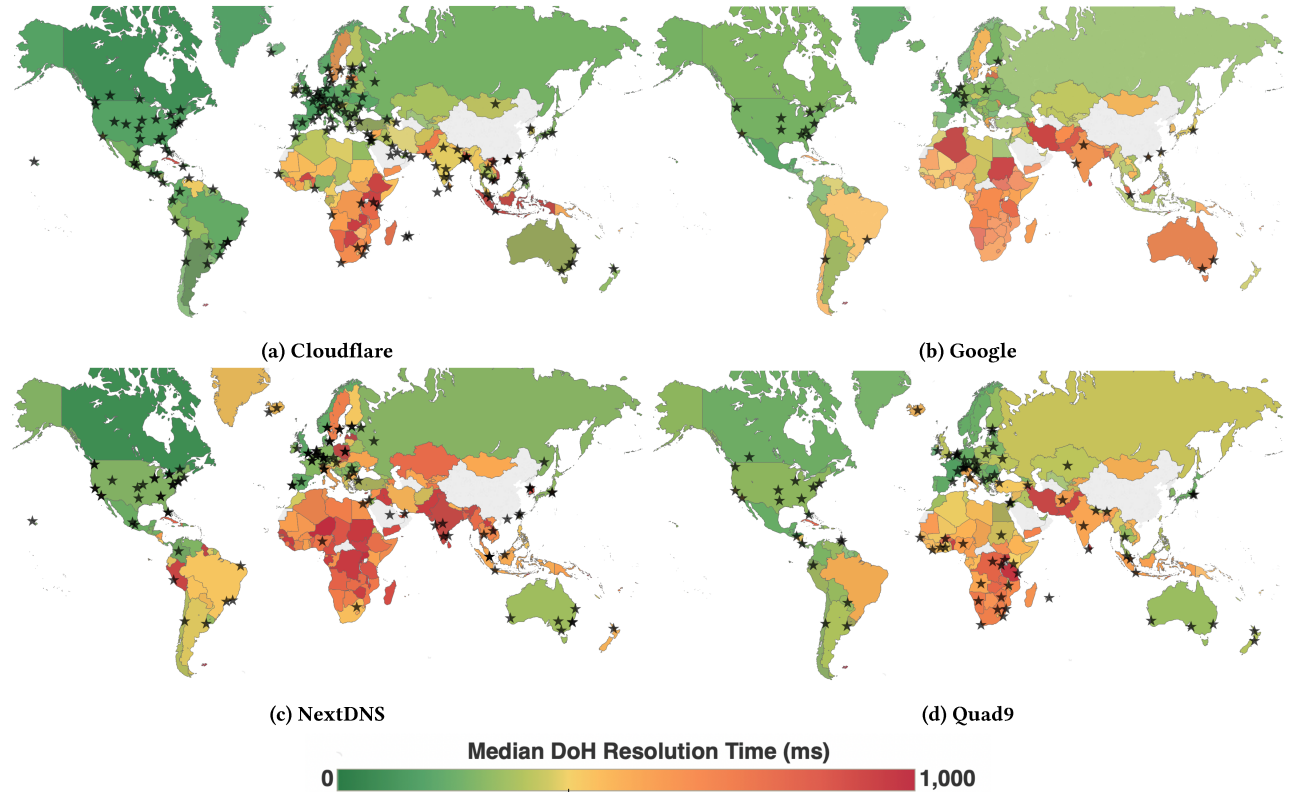 (a) Cloudflare
(b) Google
(c) NextDNS
(d) Quad9
Median DoH Resolution Time (ms)
0
1,000